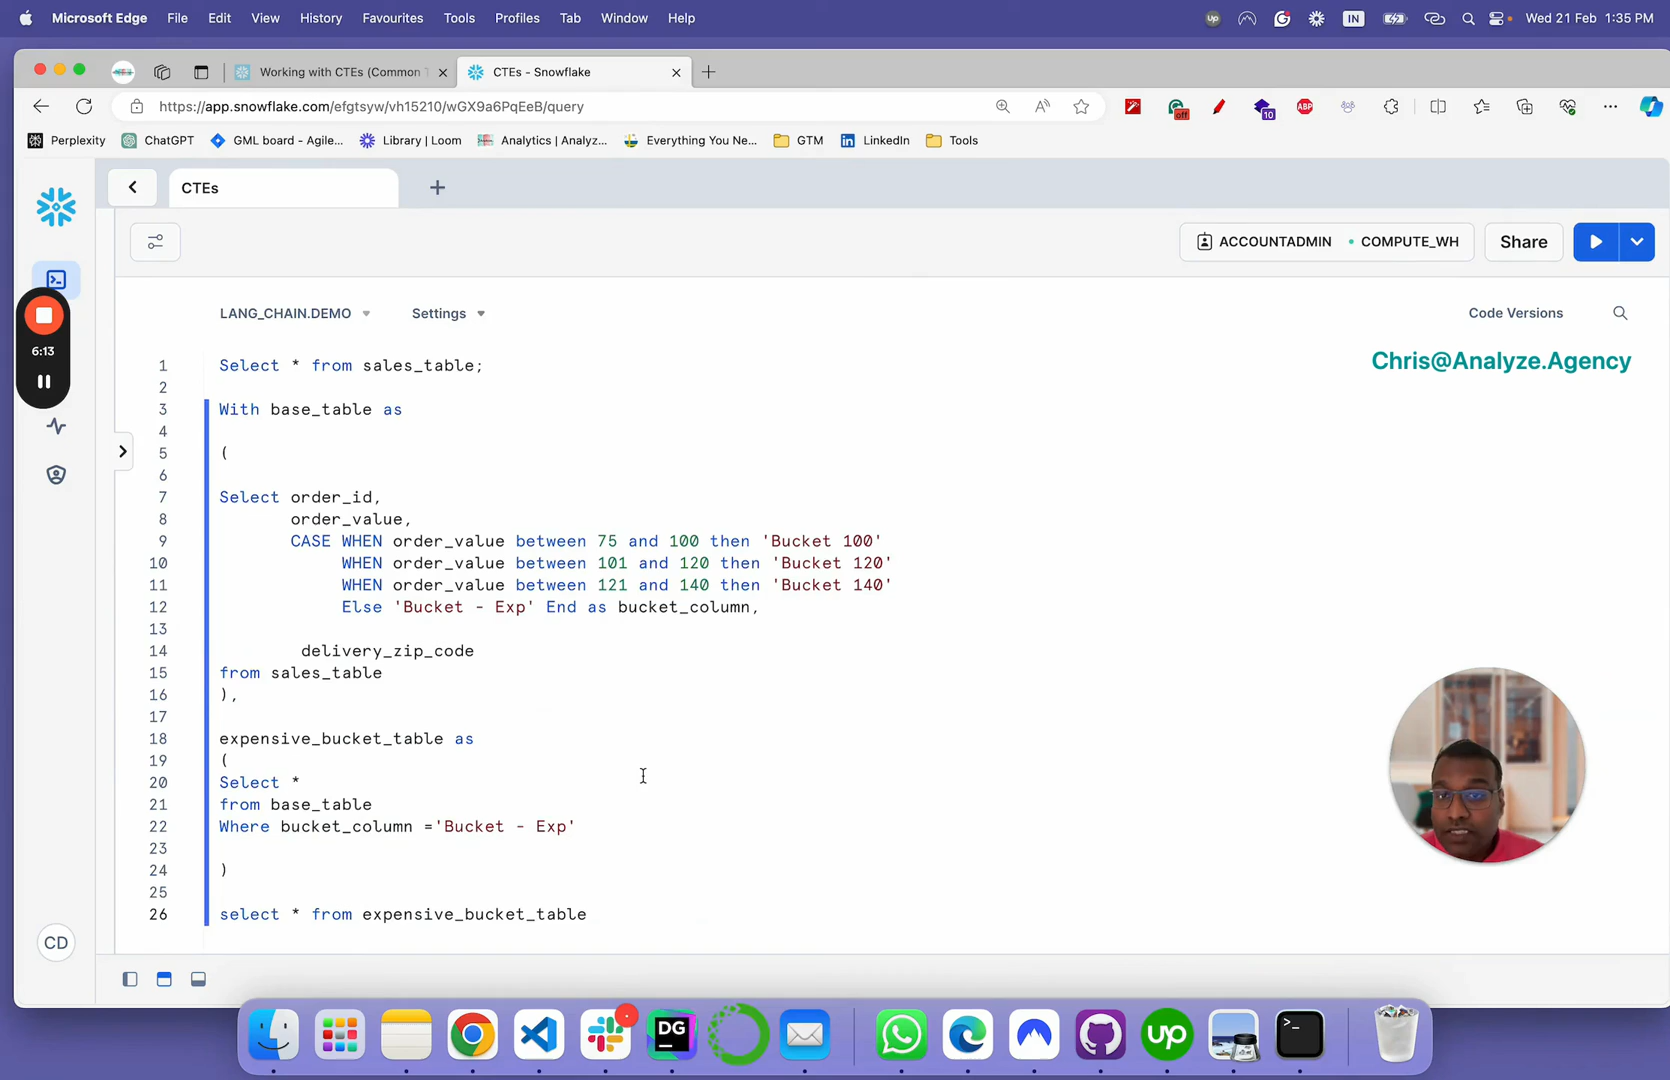 Microsoft Edge File Edit View History Favourites Tools Profiles Tab Window Help
up IN Wed 21 Feb 1:35 PM
Working with CTEs (Common T
CTEs - Snowflake
https://app.snowflake.com/efgtsyw/vh15210/wGX9a6PqEeB/query
off 10 ABP
Perplexity ChatGPT GML board - Agile... Library | Loom Analytics | Analyz... Everything You Ne... GTM LinkedIn Tools
CTEs
ACCOUNTADMIN • COMPUTE_WH Share
6:13
LANG_CHAIN.DEMO Settings Code Versions
Chris@Analyze.Agency
1 Select * from sales_table;
2
3 With base_table as
4
5 (
6
7 Select order_id,
8 order_value,
9 CASE WHEN order_value between 75 and 100 then 'Bucket 100'
10 WHEN order_value between 101 and 120 then 'Bucket 120'
11 WHEN order_value between 121 and 140 then 'Bucket 140'
12 Else 'Bucket - Exp' End as bucket_column,
13
14 delivery_zip_code
15 from sales_table
16 ),
17
18 expensive_bucket_table as
19 (
20 Select *
21 from base_table
22 Where bucket_column ='Bucket - Exp'
23
24 )
25
26 select * from expensive_bucket_table
CD
DG
up